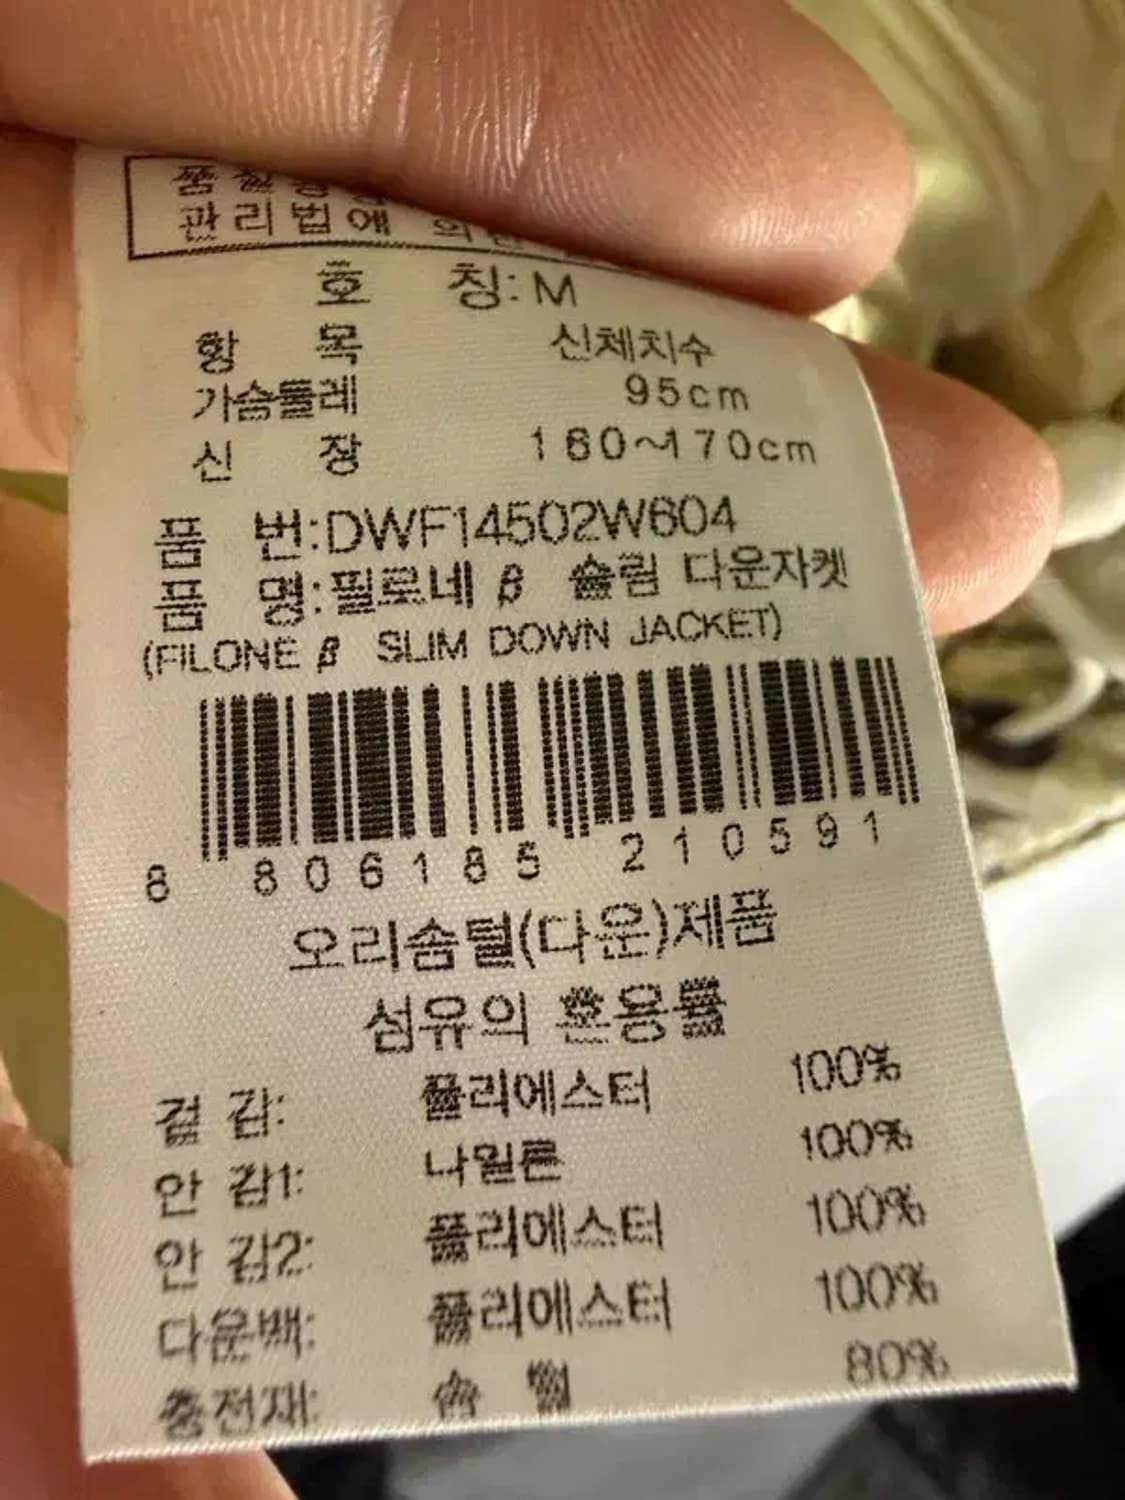 관리법에 의한
호 칭: M
항 목 신체치수
가슴둘레 95cm
신 장 160~170cm
품 번:DWF14502W604
품 명:필로네 β 슬림 다운자켓
(FILONE β SLIM DOWN JACKET)
8 806185 210591
오리솜털(다운)제품
섬유의 혼용률
겉 감: 폴리에스터 100%
안 감1: 나일론 100%
안 감2: 폴리에스터 100%
다운백: 폴리에스터 100%
충전재: 솜 털 80%